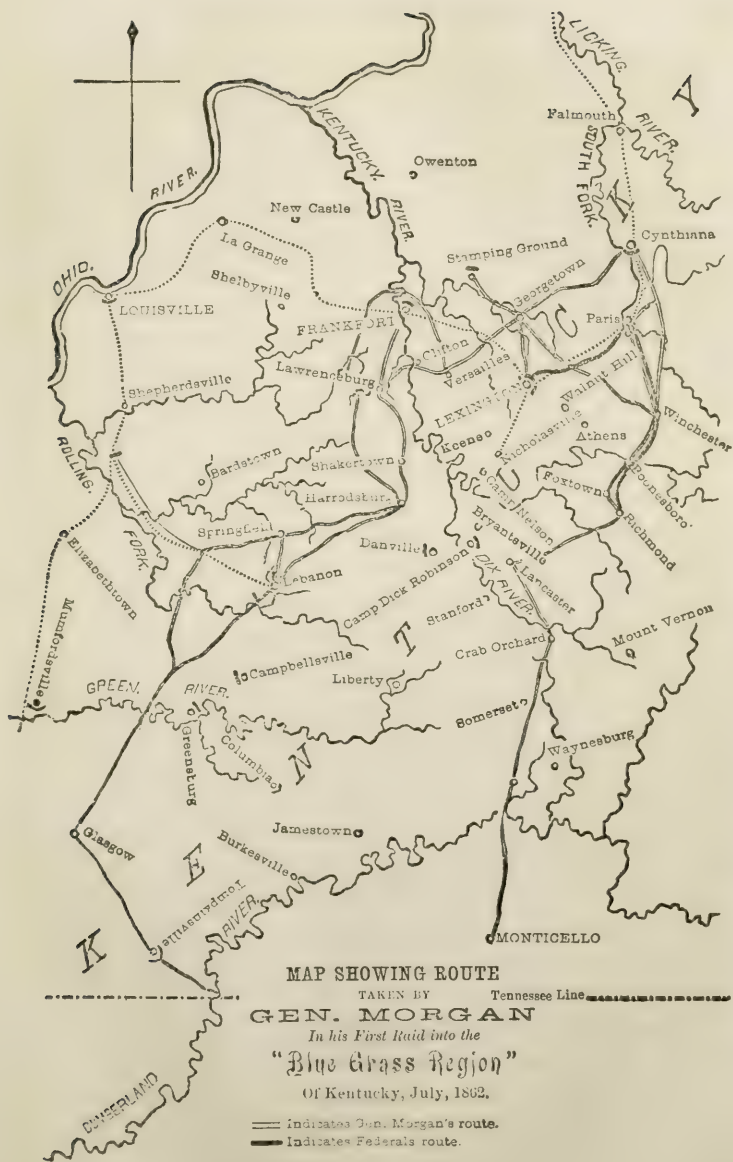 LICKING.
RIVER.
Falmouth
SOUTH FORK.
KENTUCKY.
RIVER.
Owenton
OHIO.
RIVER.
New Castle
La Grange
Shelbyville
LOUISVILLE
FRANKFORT
Stamping Ground
Georgetown
Cynthiana
Paris
Clifton
Versailles
Lawrenceburg
LEXINGTON
Walnut Hill
Winchester
Shepherdsville
Keene
Nicholasville
Athens
ROLLING.
FORK.
Bardstown
Shakertown
Harrodsburg
Camp Nelson
Foxtown
Boonesboro'
Richmond
Springfield
Lebanon
Elizabethtown
Danville
Bryantsville
Camp Dick Robinson
DIX RIVER.
Lancaster
Stanford
Crab Orchard
Mount Vernon
Mumfordsville
Campbellsville
Liberty
GREEN.
RIVER.
Greensburg
Columbia
Somerset
Waynesburg
Glasgow
Jamestown
Burkesville
Tompkinsville
RIVER.
CUMBERLAND
MONTICELLO
K E N T U C K Y
MAP SHOWING ROUTE
TAKEN BY
Tennessee Line
GEN. MORGAN
In his First Raid into the
"Blue Grass Region"
Of Kentucky, July, 1862.
Indicates Gen. Morgan's route.
Indicates Federals route.